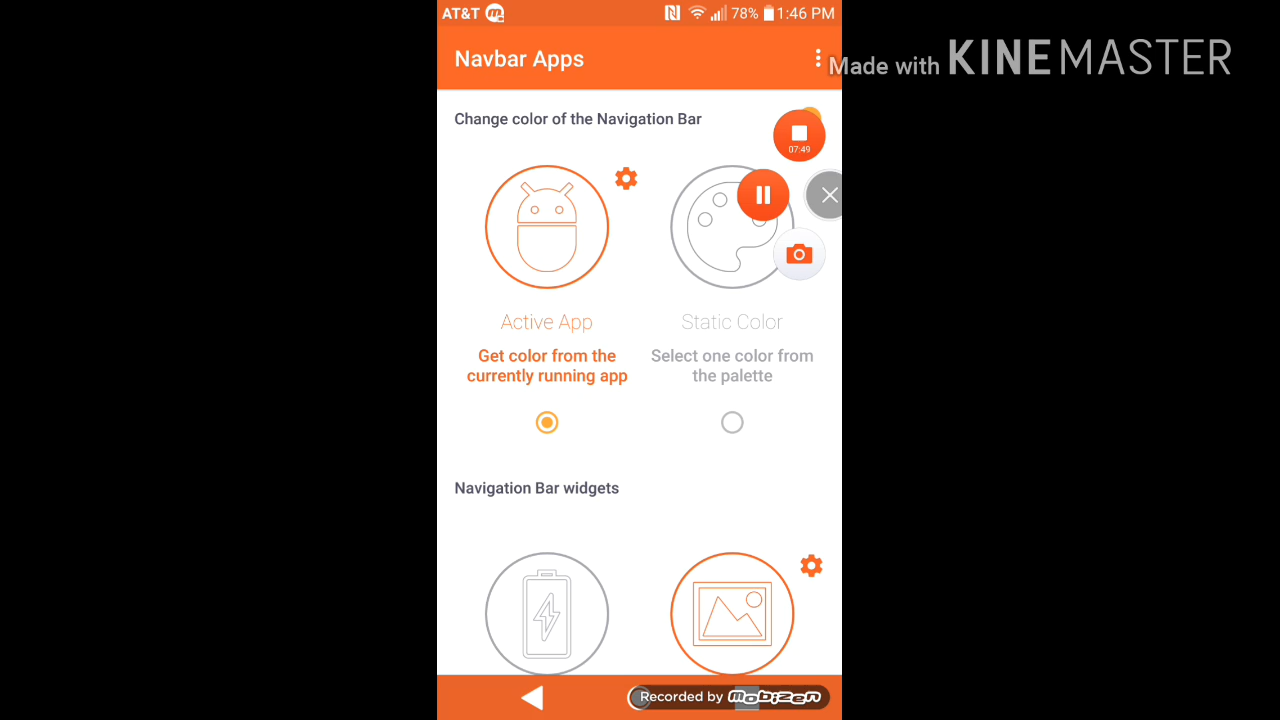 AT&T 78% 1:46 PM
Navbar Apps
Made with KINEMASTER
Change color of the Navigation Bar
07:49
Active App
Static Color
Get color from the
currently running app
Select one color from
the palette
Navigation Bar widgets
Recorded by mobizen